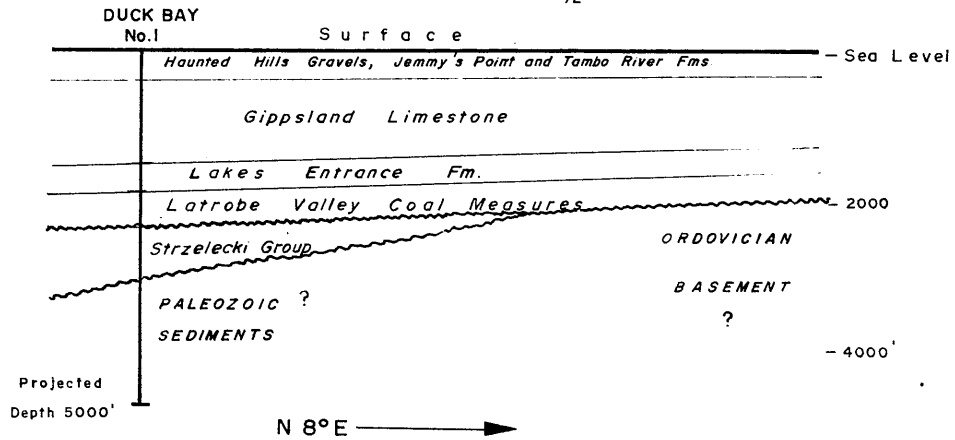 DUCK BAY
No.1
Surface
Sea Level
Haunted Hills Gravels, Jemmy's Point and Tambo River Fms.
Gippsland Limestone
Lakes Entrance Fm.
Latrobe Valley Coal Measures
2000
Strzelecki Group
ORDOVICIAN
BASEMENT
?
PALEOZOIC ?
SEDIMENTS
4000'
Projected
Depth 5000'
N 8°E